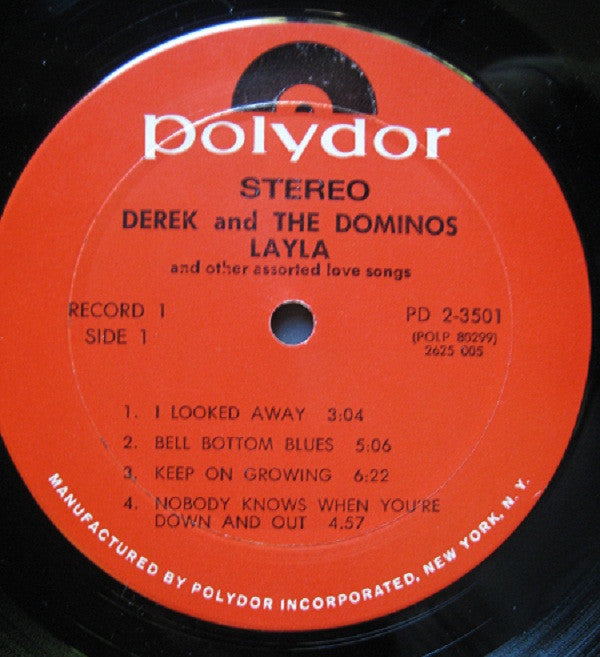 polydor
STEREO
DEREK and THE DOMINOS
LAYLA
and other assorted love songs
RECORD 1
SIDE 1
PD 2-3501
(POLP 80299)
2625 005
1. I LOOKED AWAY 3:04
2. BELL BOTTOM BLUES 5:06
3. KEEP ON GROWING 6:22
4. NOBODY KNOWS WHEN YOU'RE
DOWN AND OUT 4.57
MANUFACTURED BY POLYDOR INCORPORATED, NEW YORK, N. Y.